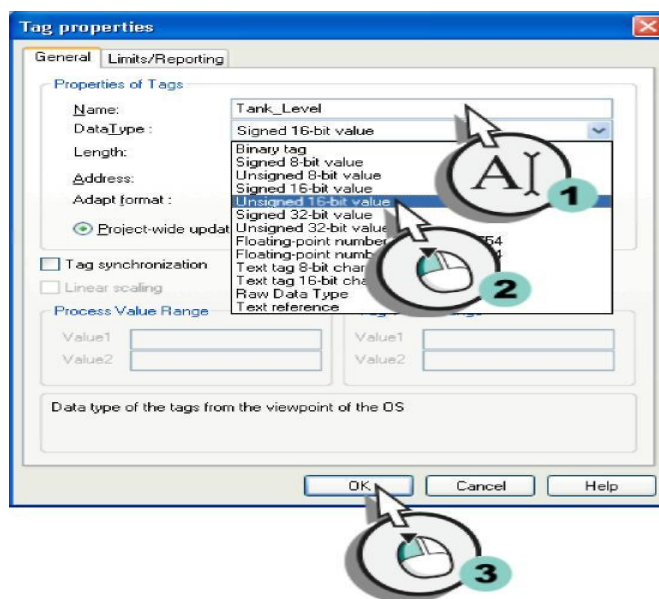 Tag properties
General Limits/Reporting
Properties of Tags
Name: Tank_Level
DataType : Signed 16-bit value
Length: Binary tag
Signed 8-bit value
Unsigned 8-bit value
Address: Signed 16-bit value
Adapt format : Unsigned 16-bit value
Signed 32-bit value
Project-wide updat Unsigned 32-bit value
Floating-point number 754
Floating-point numb 4
Tag synchronization Text tag 8-bit char
Text tag 16-bit cha
Linear scaling Raw Data Type
Process Value Range Text reference
Value1 Value1
Value2 Value2
Data type of the tags from the viewpoint of the OS
OK Cancel Help
A
1
2
3